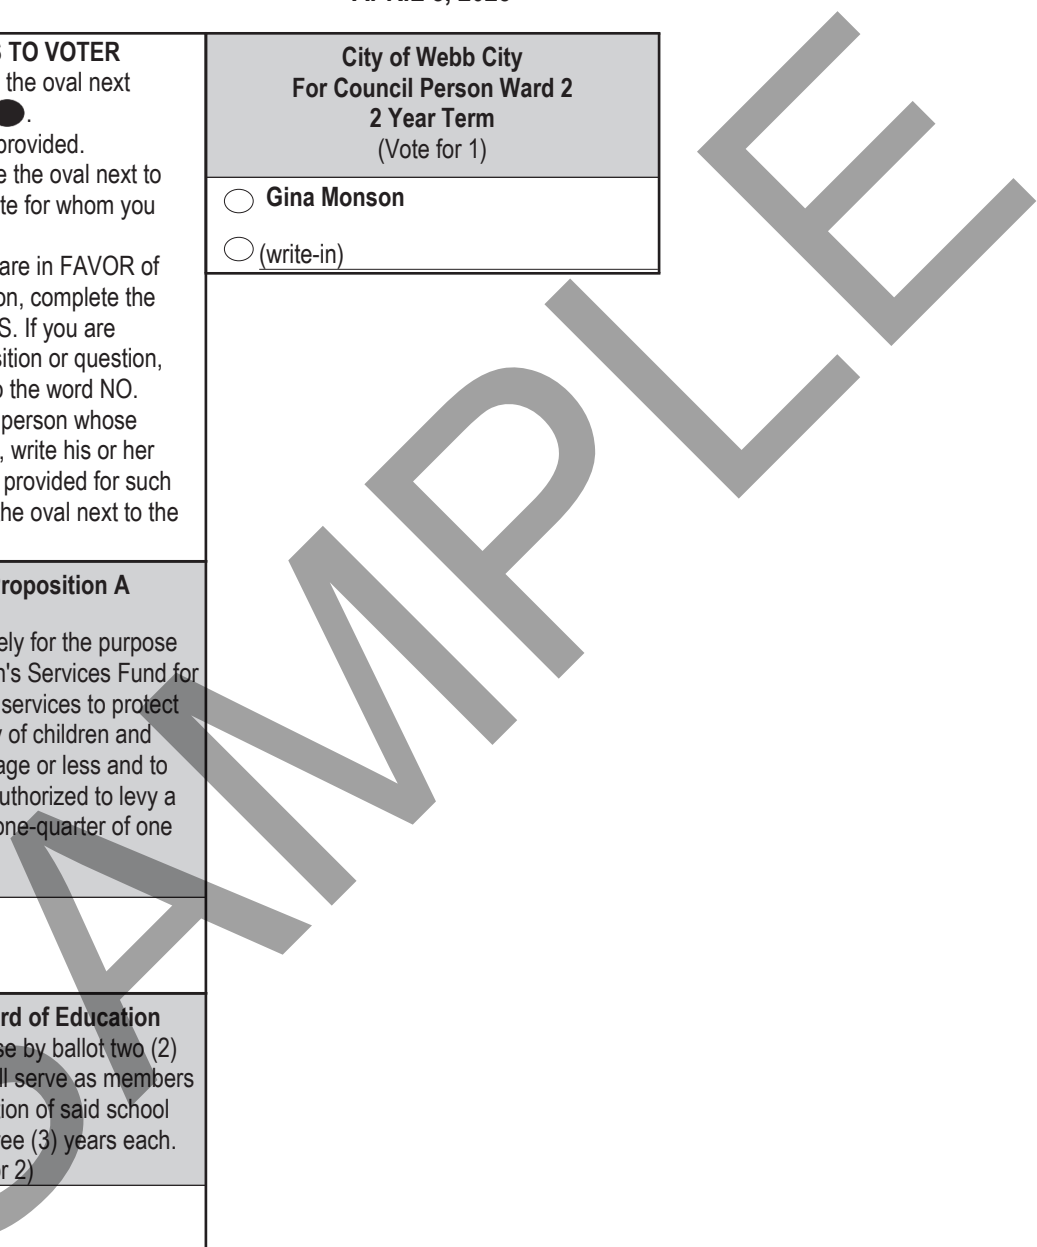 S TO VOTER
the oval next
.
provided.
e the oval next to
te for whom you
are in FAVOR of
on, complete the
S. If you are
sition or question,
o the word NO.
person whose
, write his or her
provided for such
he oval next to the
roposition A
ely for the purpose
n's Services Fund for
services to protect
y of children and
age or less and to
uthorized to levy a
one-quarter of one
rd of Education
se by ballot two (2)
ll serve as members
tion of said school
ree (3) years each.
r 2)
City of Webb City
For Council Person Ward 2
2 Year Term
(Vote for 1)
Gina Monson
(write-in)
SAMPLE